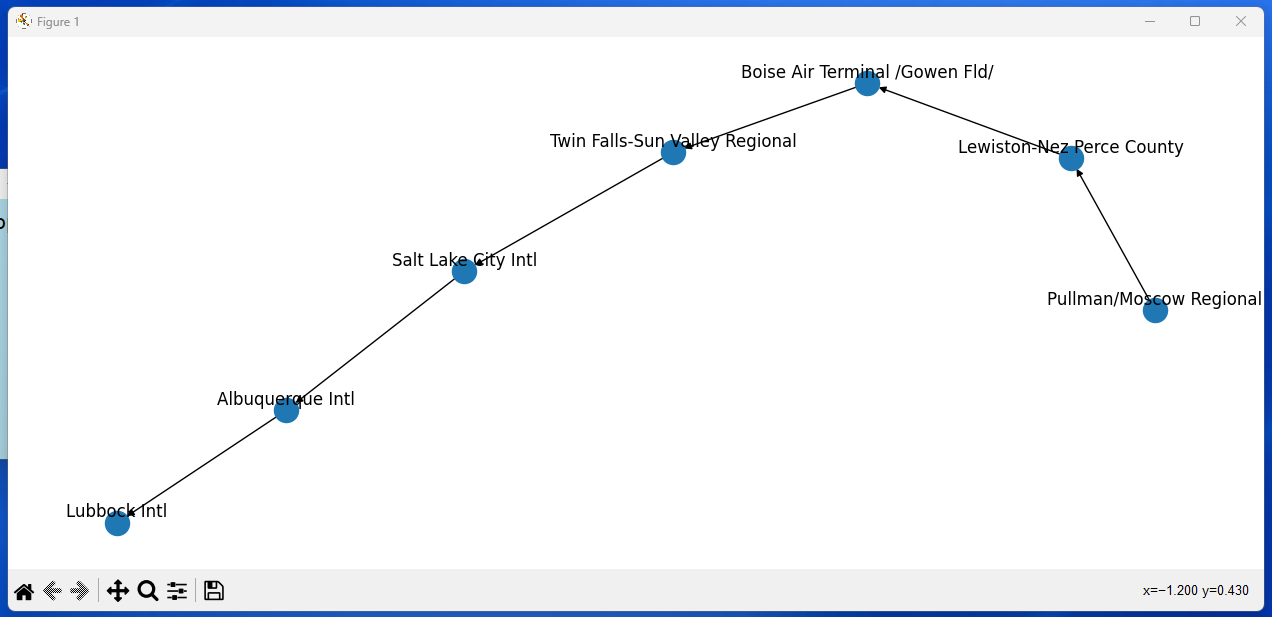 Figure 1
Boise Air Terminal /Gowen Fld/
Twin Falls-Sun Valley Regional
Lewiston-Nez Perce County
Salt Lake City Intl
Pullman/Moscow Regional
Albuquerque Intl
Lubbock Intl
x=−1.200 y=0.430